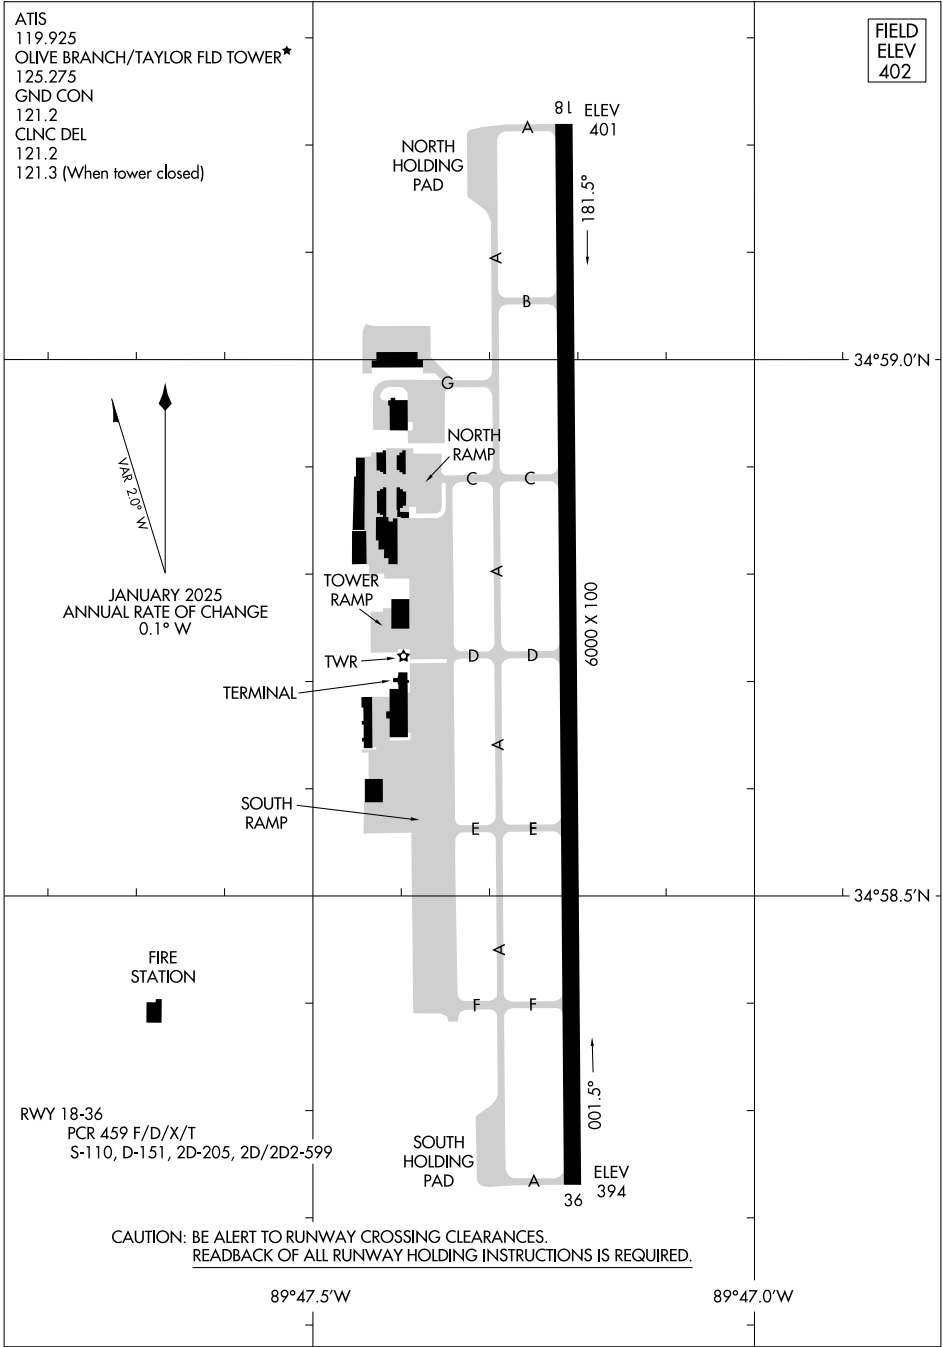 ATIS
119.925
OLIVE BRANCH/TAYLOR FLD TOWER★
125.275
GND CON
121.2
CLNC DEL
121.2
121.3 (When tower closed)
FIELD
ELEV
402
18
ELEV
401
A
NORTH
HOLDING
PAD
181.5°
A
B
34°59.0'N
G
NORTH
RAMP
VAR 2.0° W
C
C
A
JANUARY 2025
ANNUAL RATE OF CHANGE
0.1° W
TOWER
RAMP
6000 X 100
TWR
D
D
TERMINAL
A
SOUTH
RAMP
E
E
34°58.5'N
A
FIRE
STATION
F
F
001.5°
RWY 18-36
PCR 459 F/D/X/T
S-110, D-151, 2D-205, 2D/2D2-599
SOUTH
HOLDING
PAD
A
ELEV
394
36
CAUTION: BE ALERT TO RUNWAY CROSSING CLEARANCES.
READBACK OF ALL RUNWAY HOLDING INSTRUCTIONS IS REQUIRED.
89°47.5'W
89°47.0'W